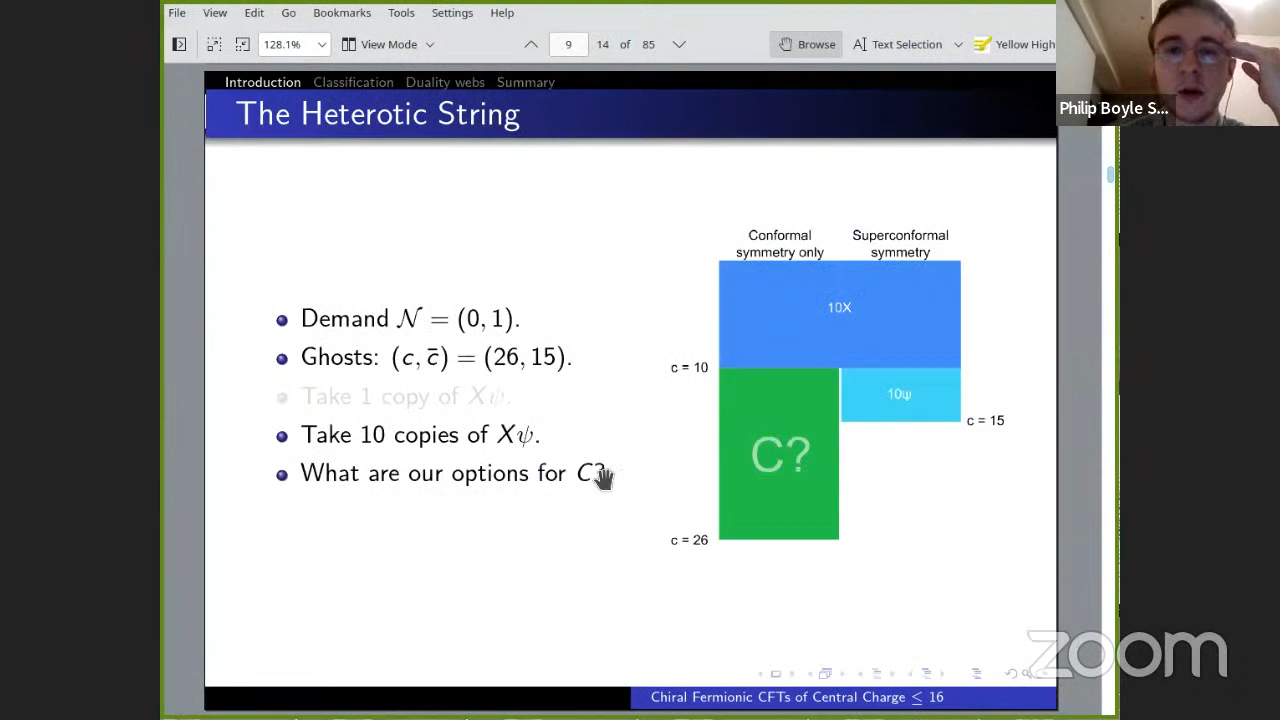 File View Edit Go Bookmarks Tools Settings Help
128.1% View Mode 9 14 of 85 Browse Text Selection Yellow High
Philip Boyle S...
Introduction Classification Duality webs Summary
The Heterotic String
Conformal symmetry only
Superconformal symmetry
10X
Demand 𝒩 = (0, 1).
Ghosts: (c, c̄) = (26, 15).
Take 1 copy of Xψ.
Take 10 copies of Xψ.
What are our options for C?
c = 10
10ψ
c = 15
C?
c = 26
zoom
Chiral Fermionic CFTs of Central Charge ≤ 16